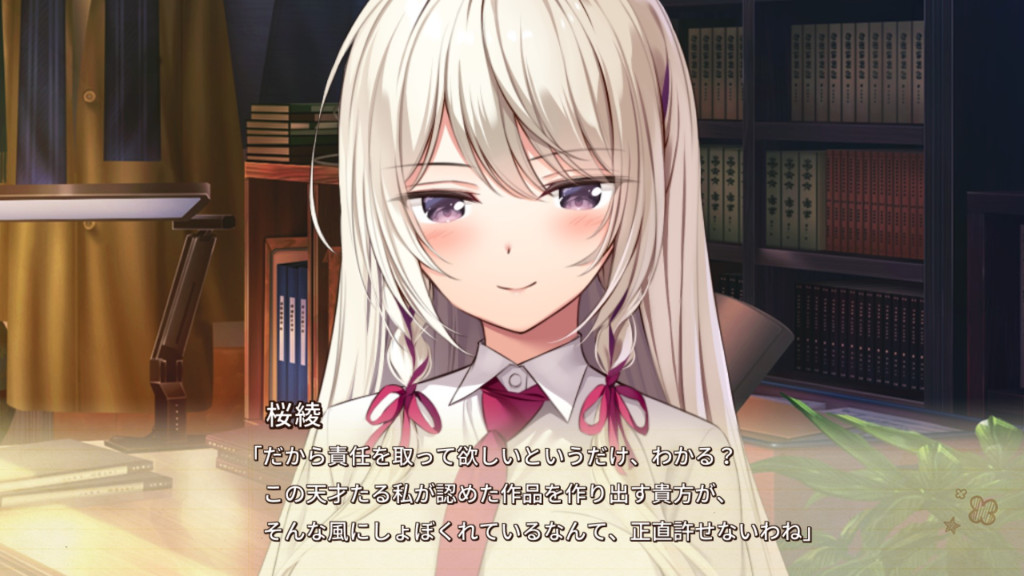 桜綾
「だから責任を取って欲しいというだけ、わかる？
この天才たる私が認めた作品を作り出す貴方が、
そんな風にしょぼくれているなんて、正直許せないわね」